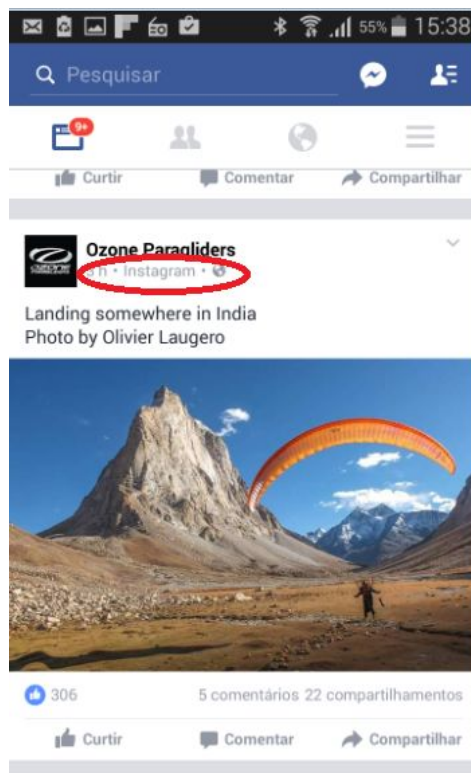 55% 15:38
Pesquisar
9+
Curtir Comentar Compartilhar
Ozone Paragliders
3 h • Instagram •
Landing somewhere in India
Photo by Olivier Laugero
306 5 comentários 22 compartilhamentos
Curtir Comentar Compartilhar